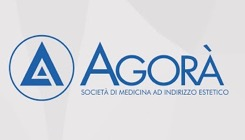 AGORÀ
SOCIETÀ DI MEDICINA AD INDIRIZZO ESTETICO